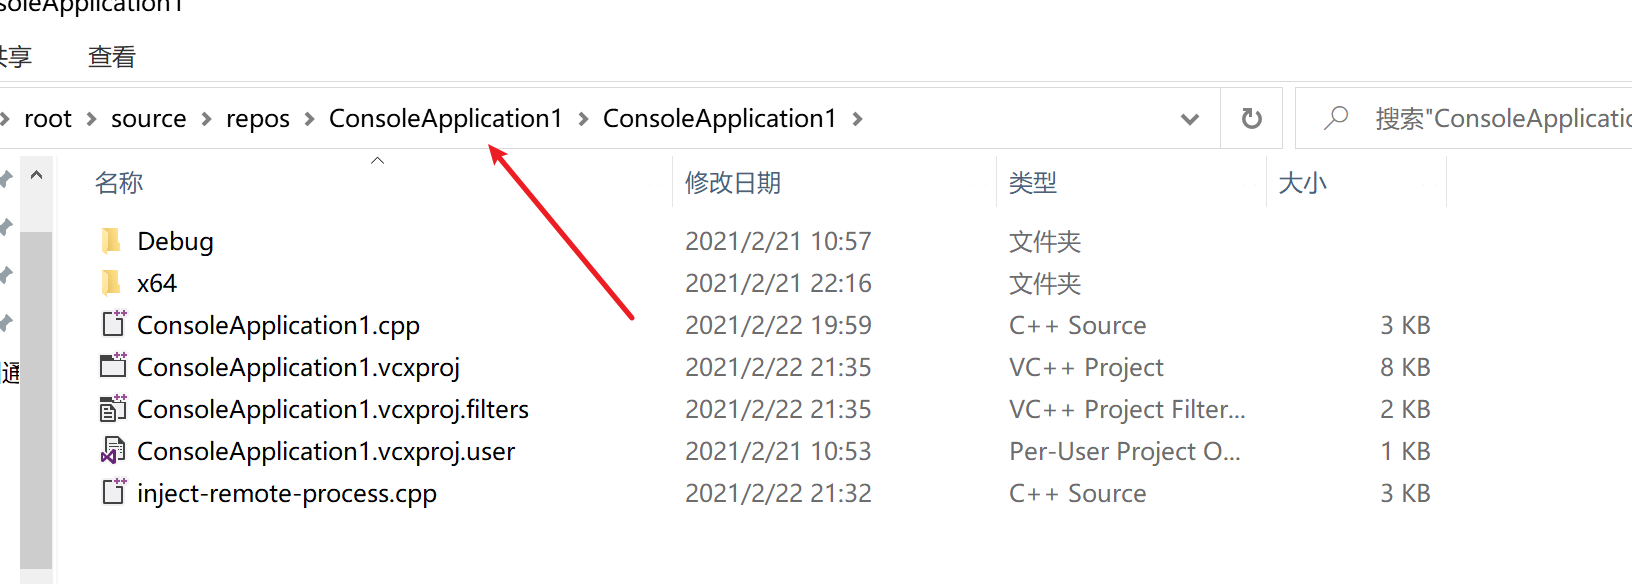 soleApplication1
共享 查看
root source repos ConsoleApplication1 ConsoleApplication1 搜索"ConsoleApplicatio
名称 修改日期 类型 大小
Debug 2021/2/21 10:57 文件夹
x64 2021/2/21 22:16 文件夹
ConsoleApplication1.cpp 2021/2/22 19:59 C++ Source 3 KB
ConsoleApplication1.vcxproj 2021/2/22 21:35 VC++ Project 8 KB
通
ConsoleApplication1.vcxproj.filters 2021/2/22 21:35 VC++ Project Filter... 2 KB
ConsoleApplication1.vcxproj.user 2021/2/21 10:53 Per-User Project O... 1 KB
inject-remote-process.cpp 2021/2/22 21:32 C++ Source 3 KB